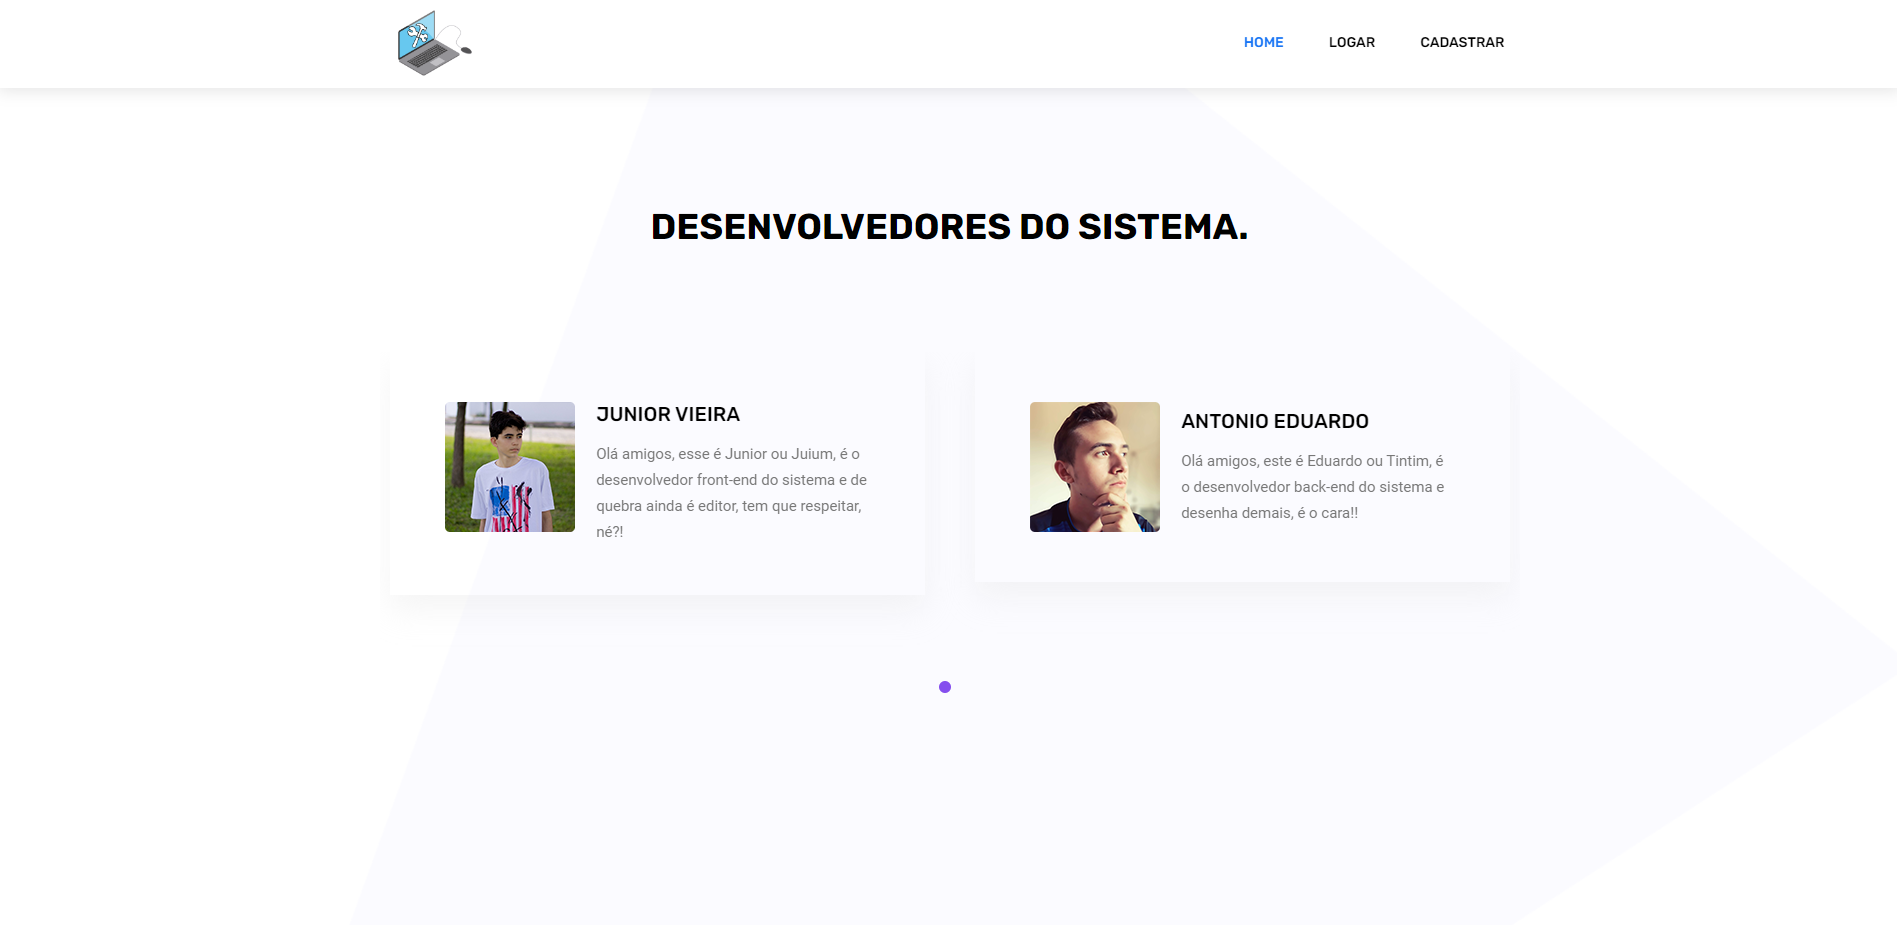 HOME LOGAR CADASTRAR
DESENVOLVEDORES DO SISTEMA.
JUNIOR VIEIRA
Olá amigos, esse é Junior ou Juium, é o
desenvolvedor front-end do sistema e de
quebra ainda é editor, tem que respeitar,
né?!
ANTONIO EDUARDO
Olá amigos, este é Eduardo ou Tintim, é
o desenvolvedor back-end do sistema e
desenha demais, é o cara!!